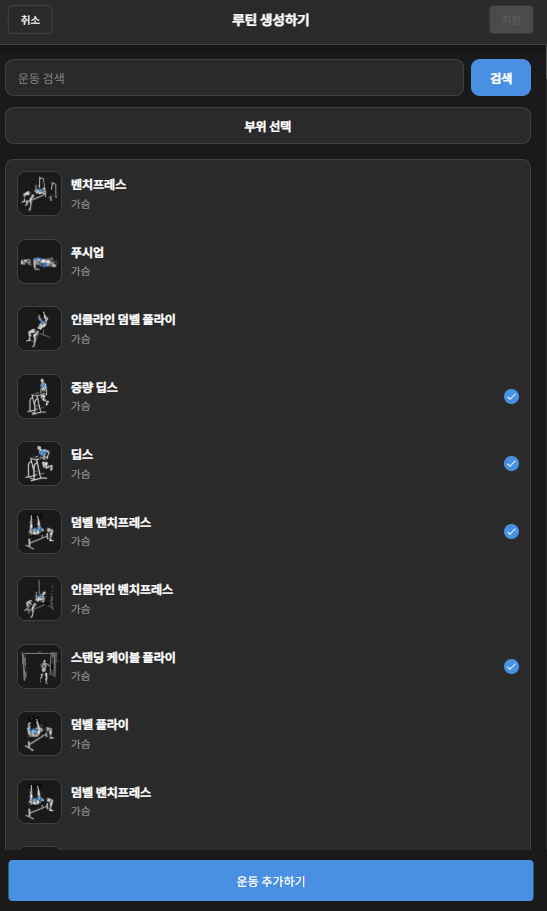 취소
루틴 생성하기
저장
운동 검색
검색
부위 선택
벤치프레스
가슴
푸시업
가슴
인클라인 덤벨 플라이
가슴
중량 딥스
가슴
딥스
가슴
덤벨 벤치프레스
가슴
인클라인 벤치프레스
가슴
스탠딩 케이블 플라이
가슴
덤벨 플라이
가슴
덤벨 벤치프레스
가슴
운동 추가하기